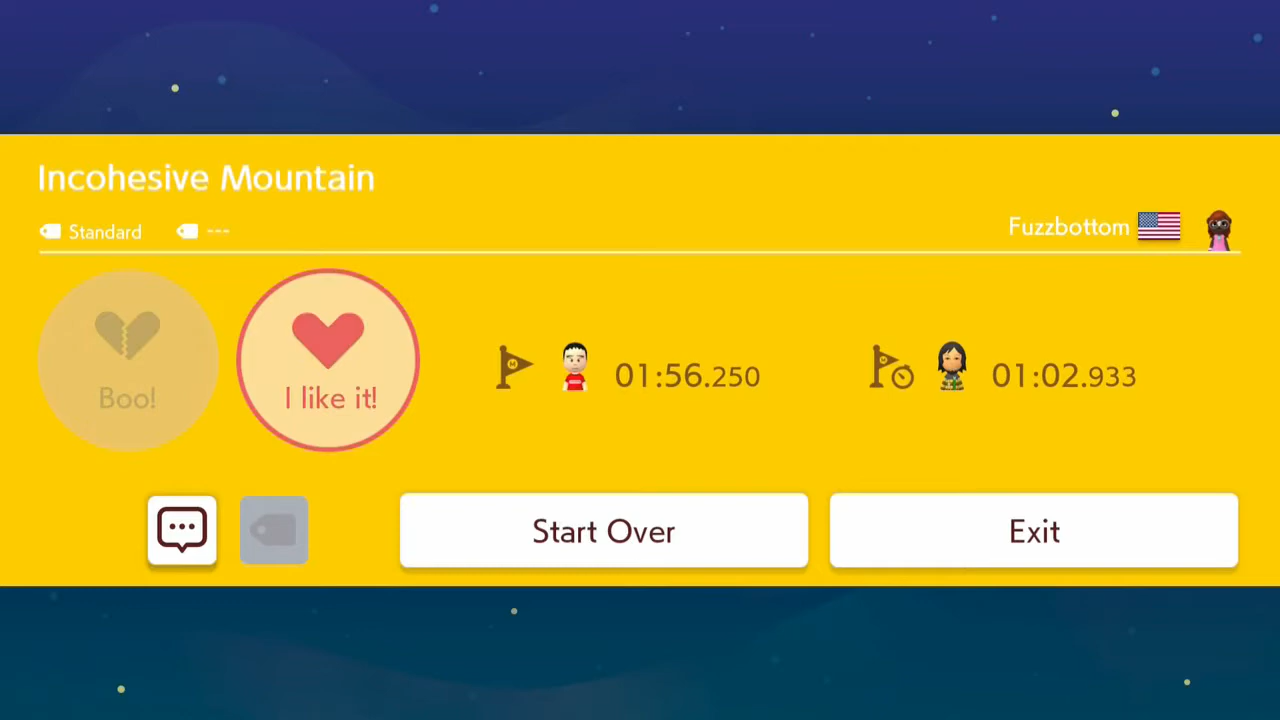 Incohesive Mountain
Standard
---
Fuzzbottom
Boo!
I like it!
M
01:56.250
M
01:02.933
...
Start Over
Exit